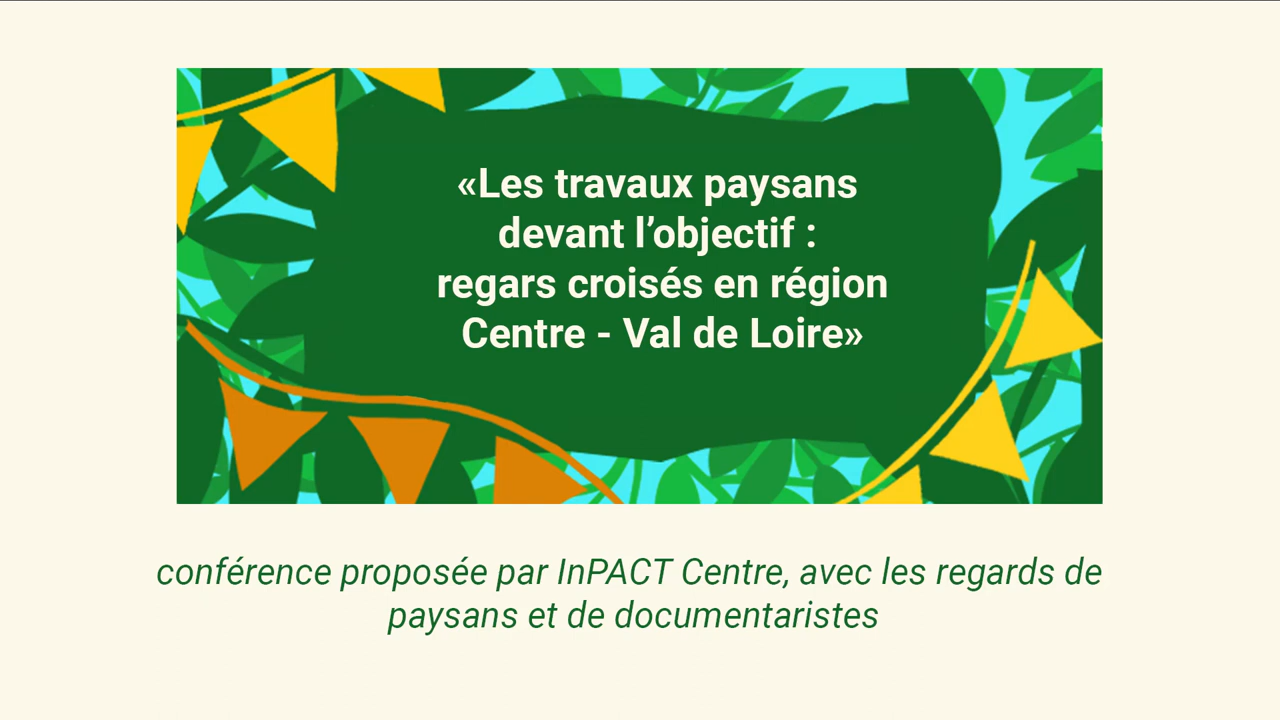 «Les travaux paysans
devant l’objectif :
regars croisés en région
Centre - Val de Loire»
conférence proposée par InPACT Centre, avec les regards de
paysans et de documentaristes